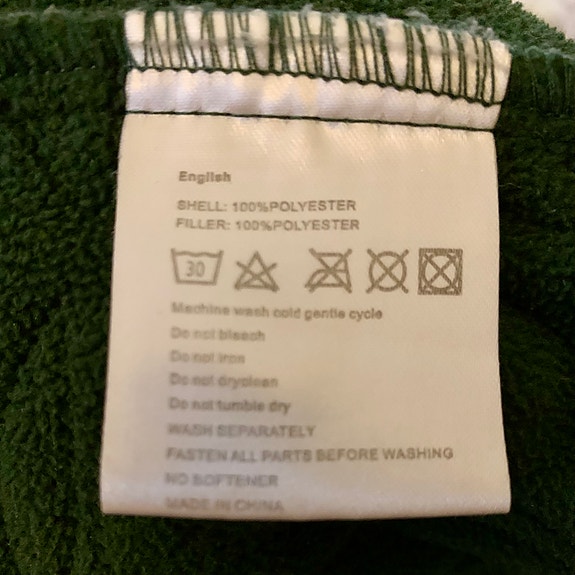 English
SHELL: 100%POLYESTER
FILLER: 100%POLYESTER
30
Machine wash cold gentle cycle
Do not bleach
Do not iron
Do not dryclean
Do not tumble dry
WASH SEPARATELY
FASTEN ALL PARTS BEFORE WASHING
NO SOFTENER
MADE IN CHINA